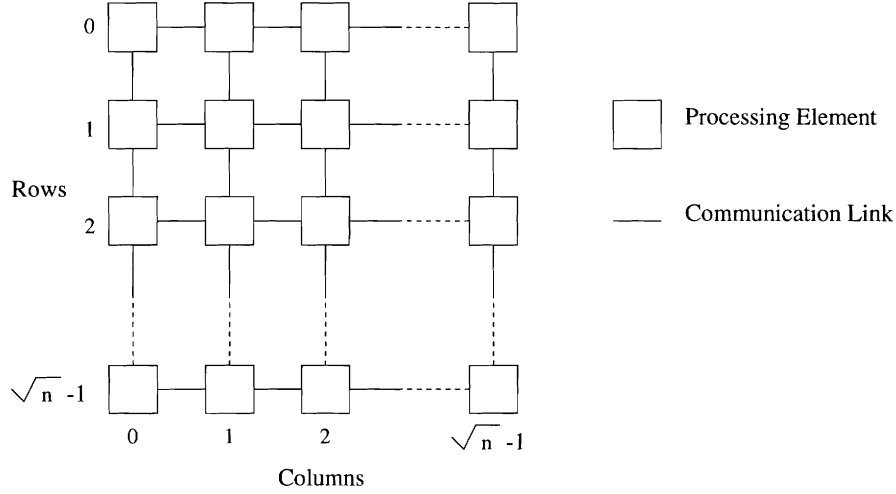 0
1
Processing Element
Rows
2
Communication Link
√n -1
0 1 2 √n -1
Columns